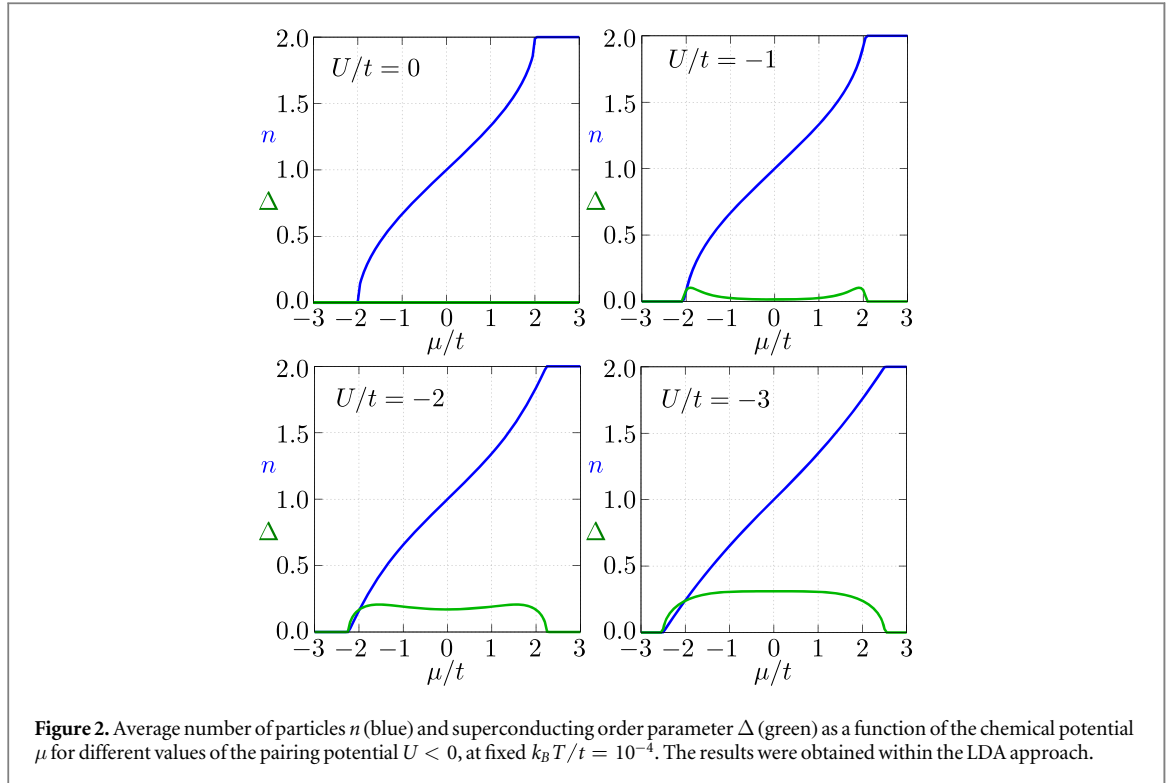 2.0
1.5
1.0
0.5
0.0
n
Δ
U/t = 0
−3 −2 −1 0 1 2 3
μ/t
2.0
1.5
1.0
0.5
0.0
n
Δ
U/t = −1
−3 −2 −1 0 1 2 3
μ/t
2.0
1.5
1.0
0.5
0.0
n
Δ
U/t = −2
−3 −2 −1 0 1 2 3
μ/t
2.0
1.5
1.0
0.5
0.0
n
Δ
U/t = −3
−3 −2 −1 0 1 2 3
μ/t
Figure 2. Average number of particles n (blue) and superconducting order parameter Δ (green) as a function of the chemical potential
μ for different values of the pairing potential U < 0, at fixed k_B T/t = 10⁻⁴. The results were obtained within the LDA approach.